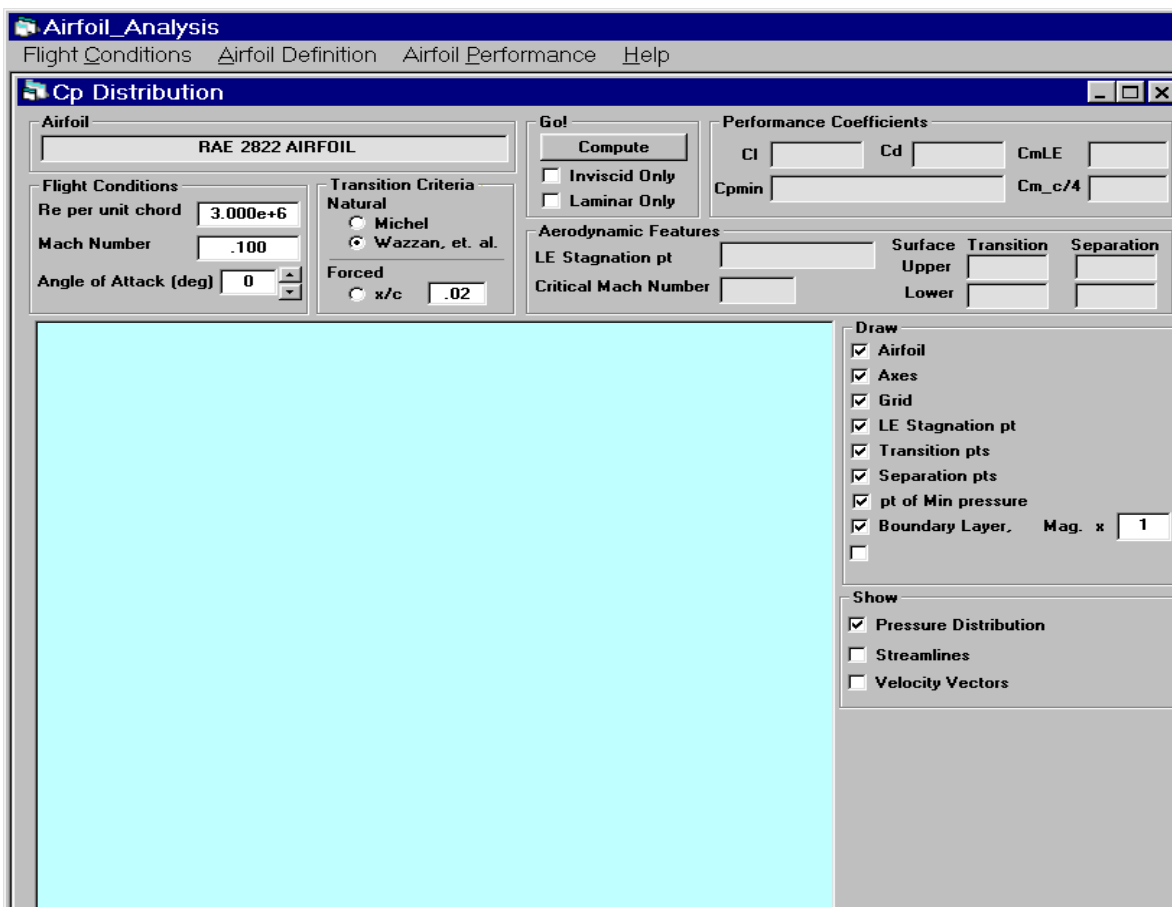 Airfoil_Analysis
Flight Conditions Airfoil Definition Airfoil Performance Help
Cp Distribution
Airfoil
RAE 2822 AIRFOIL
Flight Conditions
Re per unit chord 3.000e+6
Mach Number .100
Angle of Attack (deg) 0
Transition Criteria
Natural
Michel
Wazzan, et. al.
Forced
x/c .02
Go!
Compute
Inviscid Only
Laminar Only
Performance Coefficients
Cl Cd CmLE
Cpmin Cm_c/4
Aerodynamic Features
LE Stagnation pt
Critical Mach Number
Surface Transition Separation
Upper
Lower
Draw
Airfoil
Axes
Grid
LE Stagnation pt
Transition pts
Separation pts
pt of Min pressure
Boundary Layer, Mag. x 1
Show
Pressure Distribution
Streamlines
Velocity Vectors